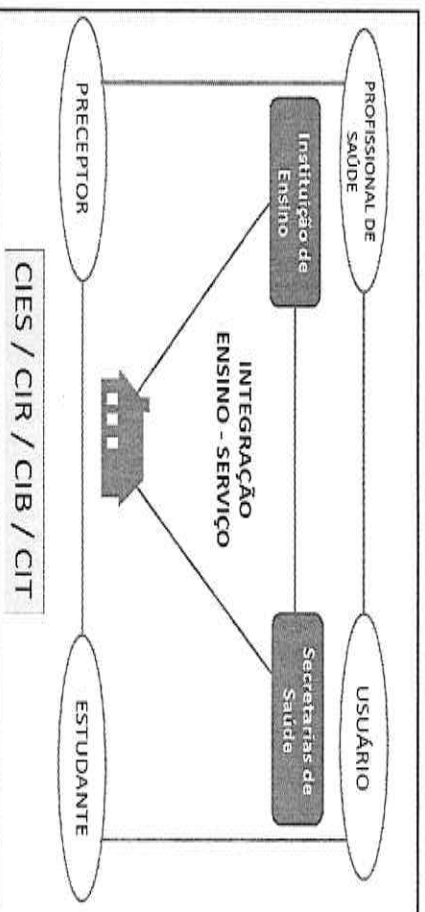 PROFISSIONAL DE
SAÚDE
USUÁRIO
Instituição de
Ensino
Secretarias de
Saúde
INTEGRAÇÃO
ENSINO - SERVIÇO
PRECEPTOR
ESTUDANTE
CIES / CIR / CIB / CIT